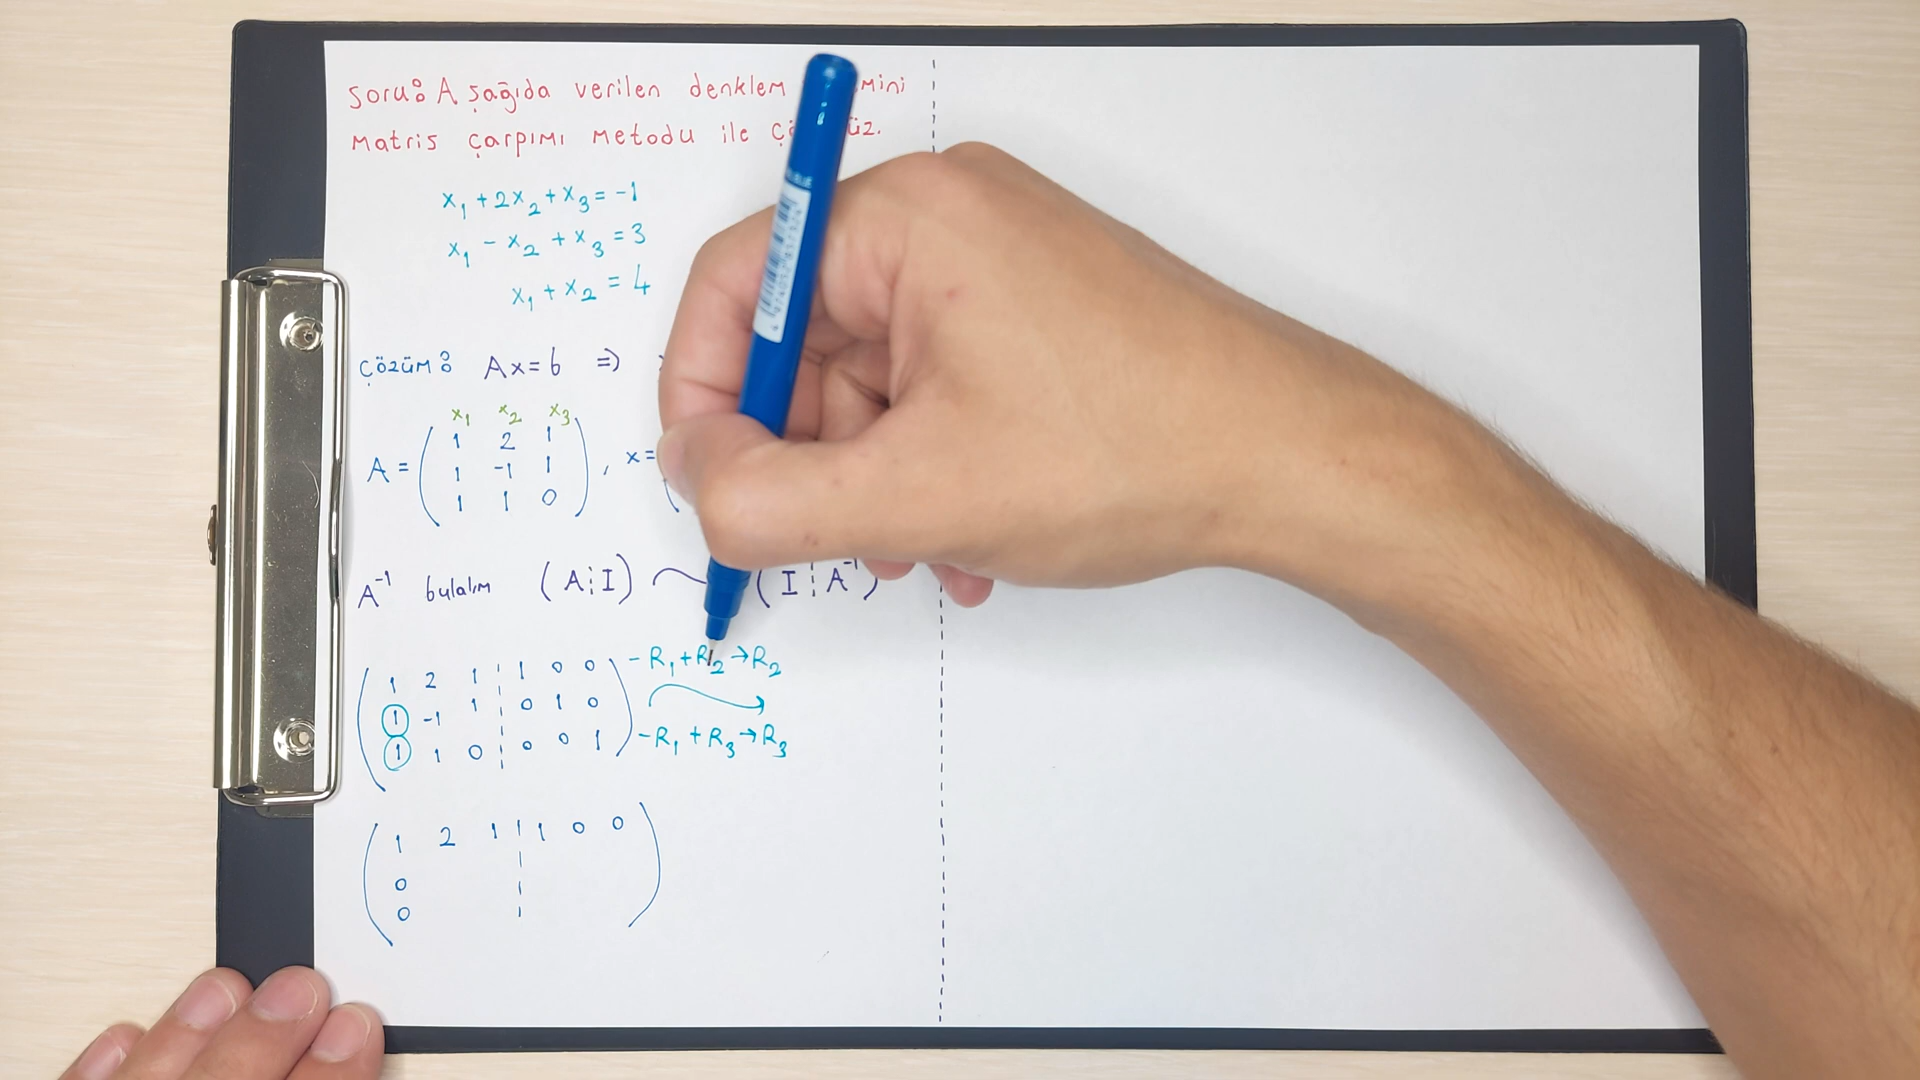 Soru: Aşağıda verilen denklem
Matris Çarpımı Metodu ile
x₁ + 2x₂ + x₃ = -1
x₁ - x₂ + x₃ = 3
x₁ + x₂ = 4
Çözüm: Ax = b ⇒
x₁ x₂ x₃
1 2 1
A = 1 -1 1 , x =
1 1 0
A⁻¹ bulalım (A¦I) (I¦A⁻¹)
1 2 1 ¦ 1 0 0 -R₁+R₂→R₂
1 -1 1 ¦ 0 1 0
1 1 0 ¦ 0 0 1 -R₁+R₃→R₃
1 2 1 ¦ 1 0 0
0
0